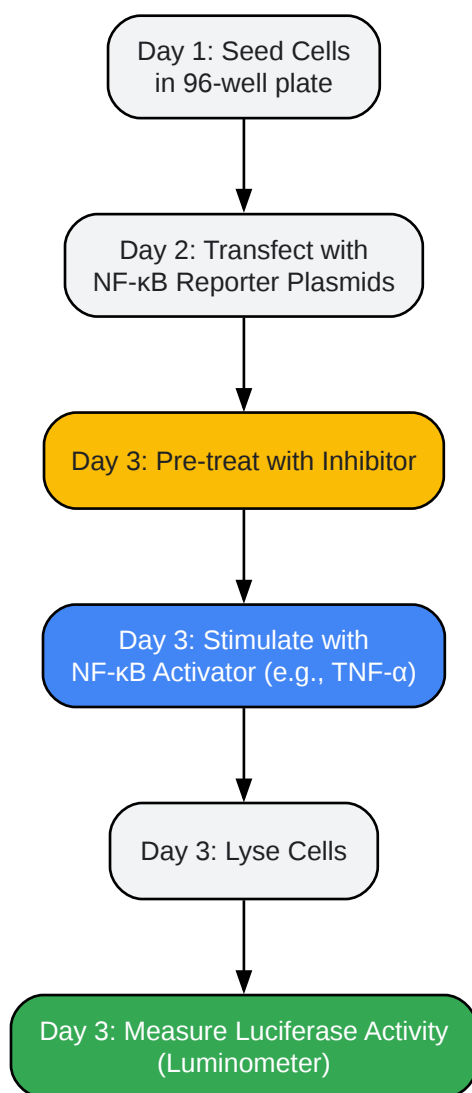 Day 1: Seed Cells
in 96-well plate
Day 2: Transfect with
NF-κB Reporter Plasmids
Day 3: Pre-treat with Inhibitor
Day 3: Stimulate with
NF-κB Activator (e.g., TNF-α)
Day 3: Lyse Cells
Day 3: Measure Luciferase Activity
(Luminometer)